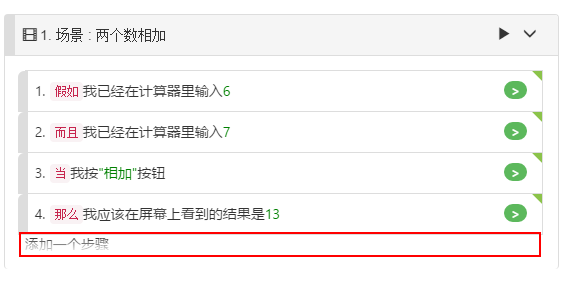 1. 场景 : 两个数相加
1. 假如 我已经在计算器里输入6
2. 而且 我已经在计算器里输入7
3. 当 我按"相加"按钮
4. 那么 我应该在屏幕上看到的结果是13
添加一个步骤